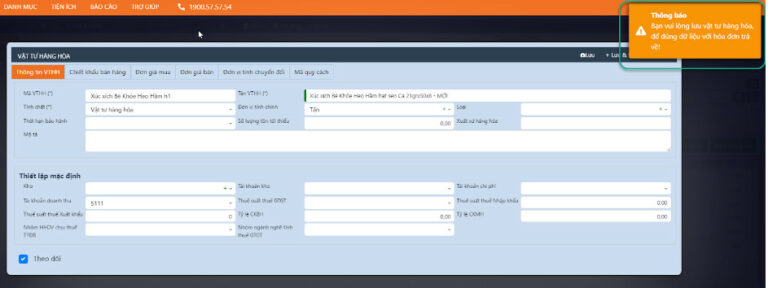 DANH MỤC TIỆN ÍCH BÁO CÁO TRỢ GIÚP 1900.57.57.54
Thông báo
Bạn vui lòng lưu vật tư hàng hóa, để đúng dữ liệu với hóa đơn trả về!
VẬT TƯ HÀNG HÓA Lưu + Lưu &
Thông tin VTHH Chiết khấu bán hàng Đơn giá mua Đơn giá bán Đơn vị tính chuyển đổi Mã quy cách
Mã VTHH (*) Xúc xích Bé Khỏe Heo Hầm h1 Tên VTHH (*) Xúc xích Bé Khỏe Heo Hầm hạt sen Ca 21grx50x6 - MỚI
Tính chất (*) Vật tư hàng hóa Đơn vị tính chính Tấn Loại
Thời hạn bảo hành Số lượng tồn tối thiểu 0,00 Xuất xứ hàng hóa
Mô tả
Thiết lập mặc định
Kho Tài khoản kho Tài khoản chi phí
Tài khoản doanh thu 5111 Thuế suất thuế GTGT Thuế suất thuế Nhập khẩu 0,00
Thuế suất thuế Xuất khẩu 0 Tỷ lệ CKBH 0,00 Tỷ lệ CKMH 0,00
Nhóm HHDV chịu thuế TTĐB Nhóm ngành nghề tính thuế GTGT
Theo dõi